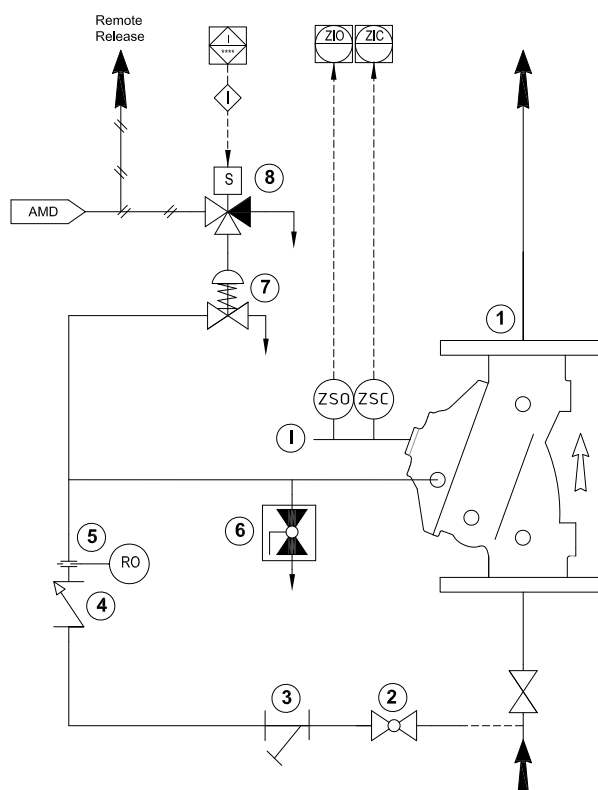 Remote
Release
I
****
ZIO
ZIC
I
S
8
AMD
7
1
ZSO
ZSC
I
6
5
RO
4
3
2